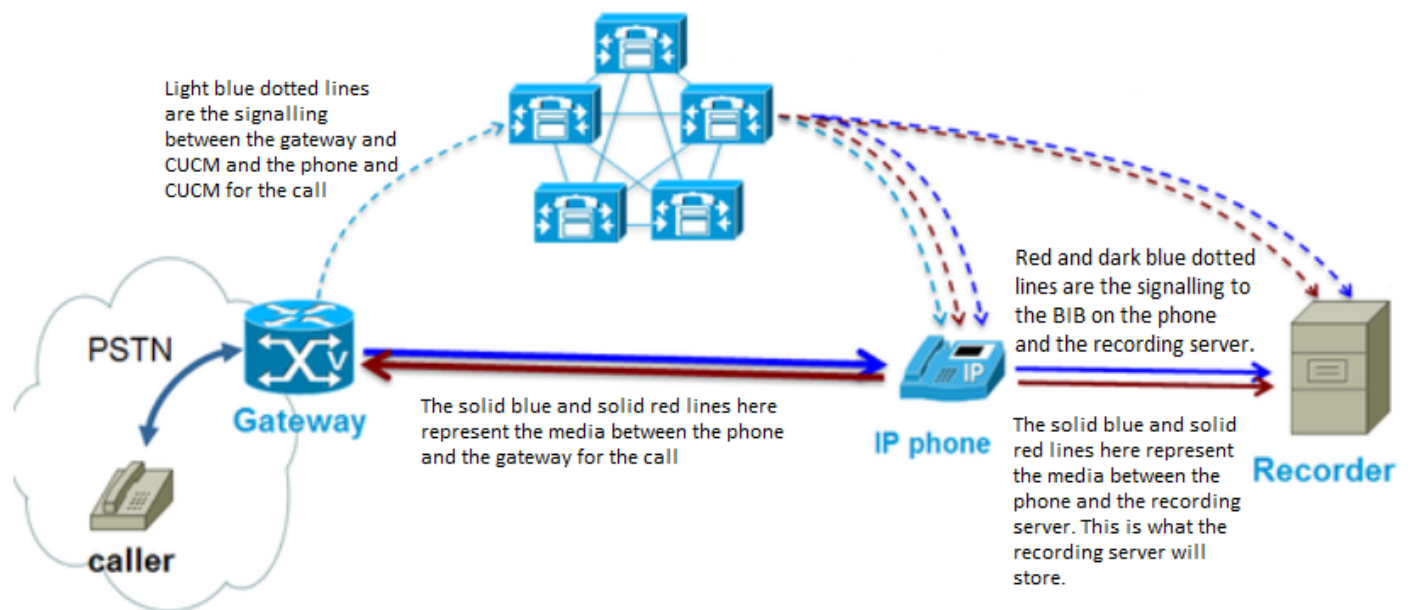 Light blue dotted lines
are the signalling
between the gateway and
CUCM and the phone and
CUCM for the call
PSTN
V
Gateway
caller
The solid blue and solid red lines here
represent the media between the phone
and the gateway for the call
IP
IP phone
Red and dark blue dotted
lines are the signalling to
the BIB on the phone
and the recording server.
The solid blue and solid
red lines here represent
the media between the
phone and the recording
server. This is what the
recording server will
store.
Recorder